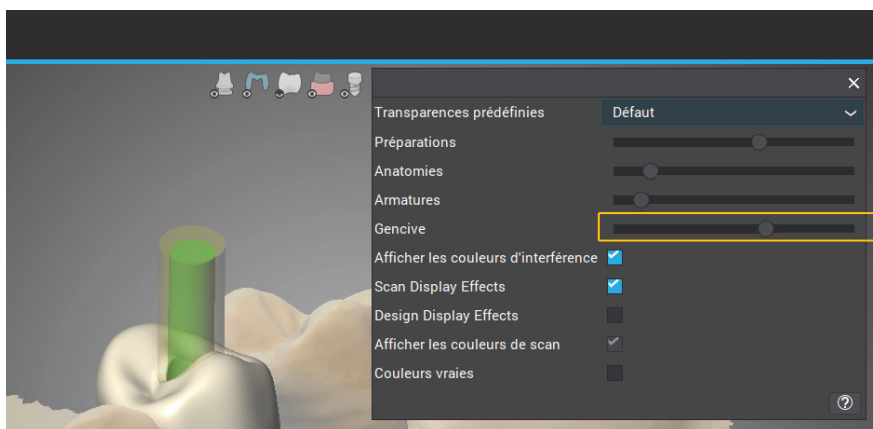 Transparences prédéfinies Défaut
Préparations
Anatomies
Armatures
Gencive
Afficher les couleurs d'interférence
Scan Display Effects
Design Display Effects
Afficher les couleurs de scan
Couleurs vraies
?